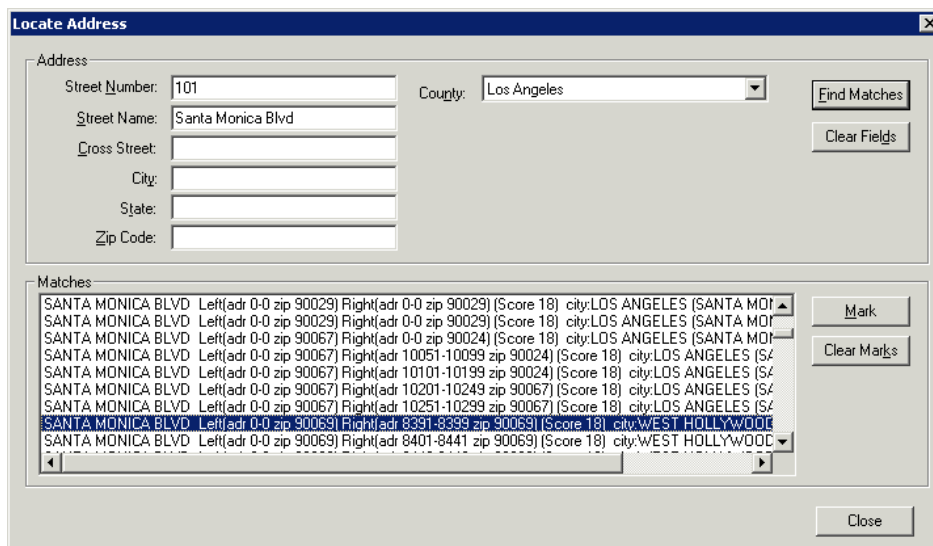 Locate Address
Address
Street Number: 101
County: Los Angeles
Find Matches
Street Name: Santa Monica Blvd
Clear Fields
Cross Street:
City:
State:
Zip Code:
Matches
SANTA MONICA BLVD Left(adr 0-0 zip 90029) Right(adr 0-0 zip 90029) (Score 18) city:LOS ANGELES (SANTA MON
SANTA MONICA BLVD Left(adr 0-0 zip 90029) Right(adr 0-0 zip 90029) (Score 18) city:LOS ANGELES (SANTA MON
SANTA MONICA BLVD Left(adr 0-0 zip 90067) Right(adr 0-0 zip 90024) (Score 18) city:LOS ANGELES (SANTA MON
SANTA MONICA BLVD Left(adr 0-0 zip 90067) Right(adr 10051-10099 zip 90024) (Score 18) city:LOS ANGELES (SA
SANTA MONICA BLVD Left(adr 0-0 zip 90067) Right(adr 10101-10199 zip 90024) (Score 18) city:LOS ANGELES (SA
SANTA MONICA BLVD Left(adr 0-0 zip 90067) Right(adr 10201-10249 zip 90067) (Score 18) city:LOS ANGELES (SA
SANTA MONICA BLVD Left(adr 0-0 zip 90067) Right(adr 10251-10299 zip 90067) (Score 18) city:LOS ANGELES (SA
SANTA MONICA BLVD Left(adr 0-0 zip 90069) Right(adr 8391-8399 zip 90069) (Score 18) city:WEST HOLLYWOOD
SANTA MONICA BLVD Left(adr 0-0 zip 90069) Right(adr 8401-8441 zip 90069) (Score 18) city:WEST HOLLYWOOD
Mark
Clear Marks
Close